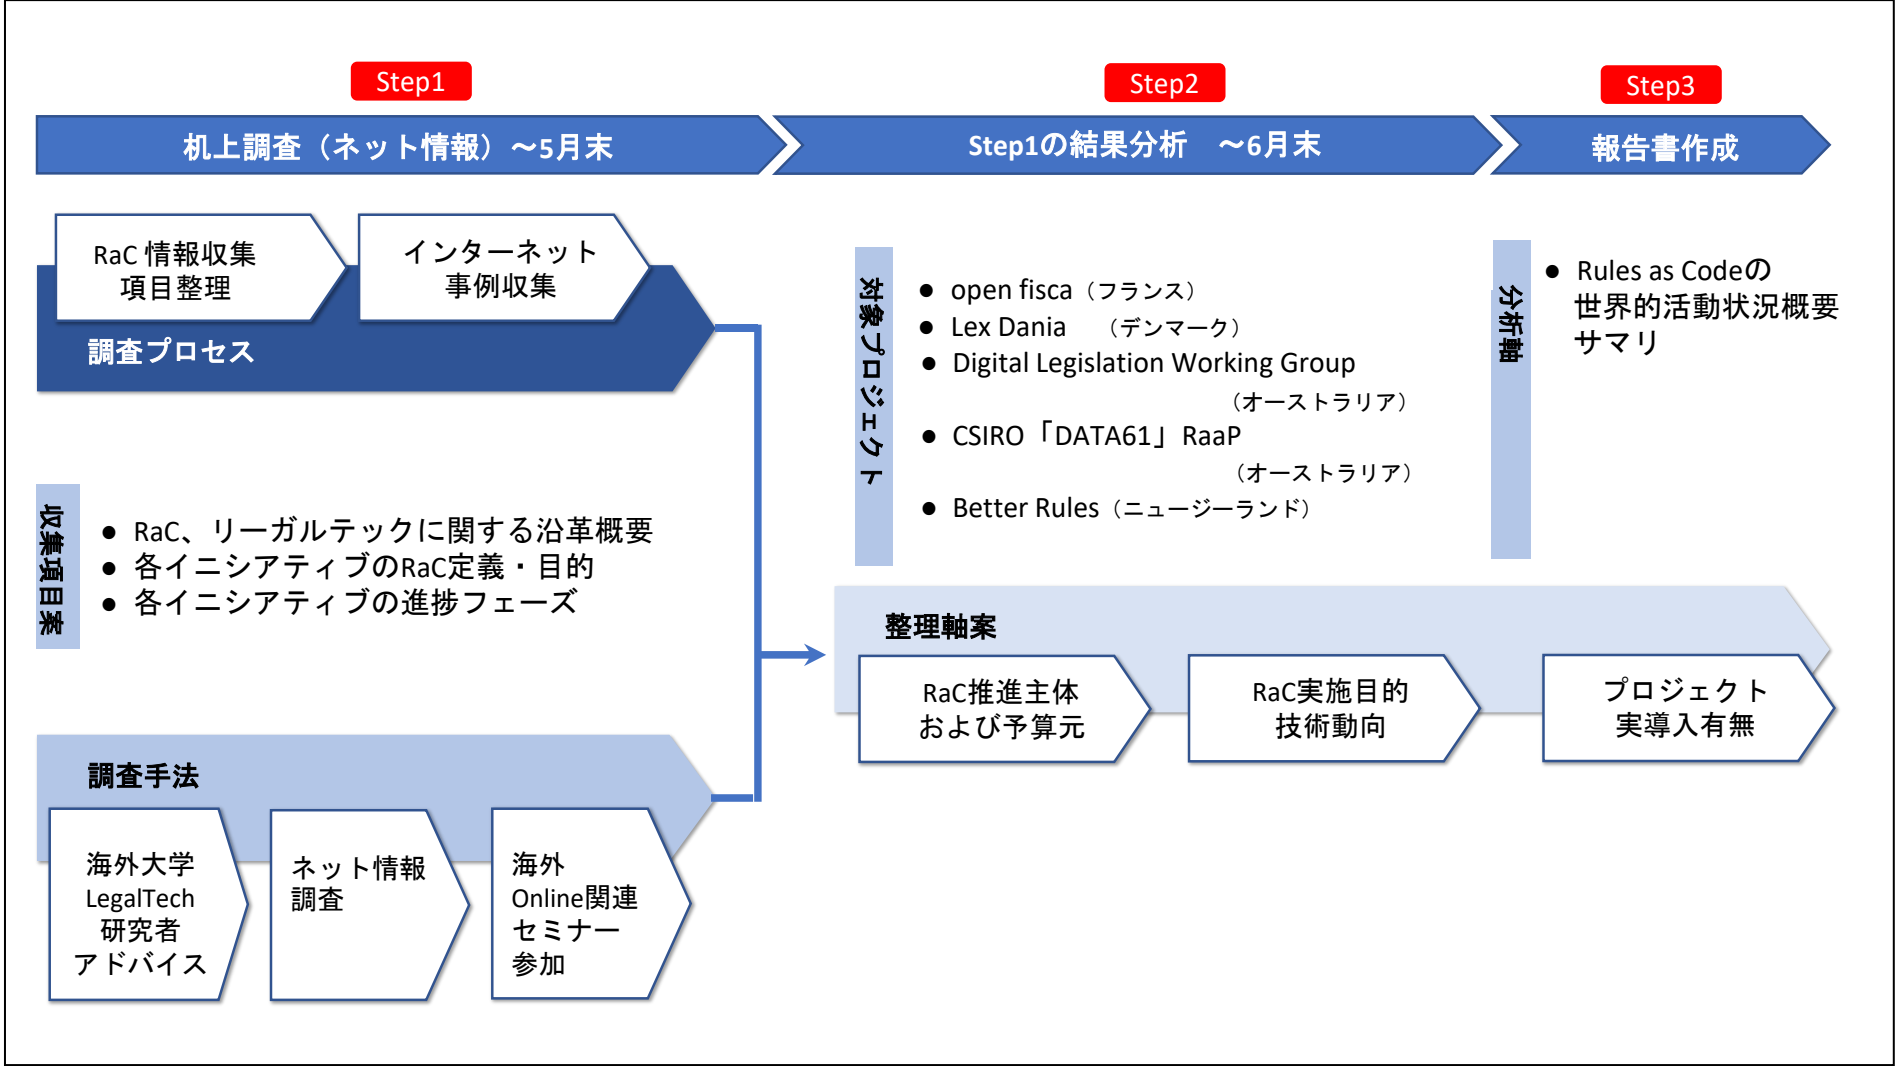 Step1
Step2
Step3
机上調査（ネット情報）～5月末
Step1の結果分析　～6月末
報告書作成
RaC 情報収集
項目整理
インターネット
事例収集
調査プロセス
収集項目案
● RaC、リーガルテックに関する沿革概要
● 各イニシアティブのRaC定義・目的
● 各イニシアティブの進捗フェーズ
調査手法
海外大学
LegalTech
研究者
アドバイス
ネット情報
調査
海外
Online関連
セミナー
参加
対象プロジェクト
● open fisca（フランス）
● Lex Dania　（デンマーク）
● Digital Legislation Working Group
（オーストラリア）
● CSIRO「DATA61」RaaP
（オーストラリア）
● Better Rules（ニュージーランド）
分析軸
● Rules as Codeの
世界的活動状況概要
サマリ
整理軸案
RaC推進主体
および予算元
RaC実施目的
技術動向
プロジェクト
実導入有無